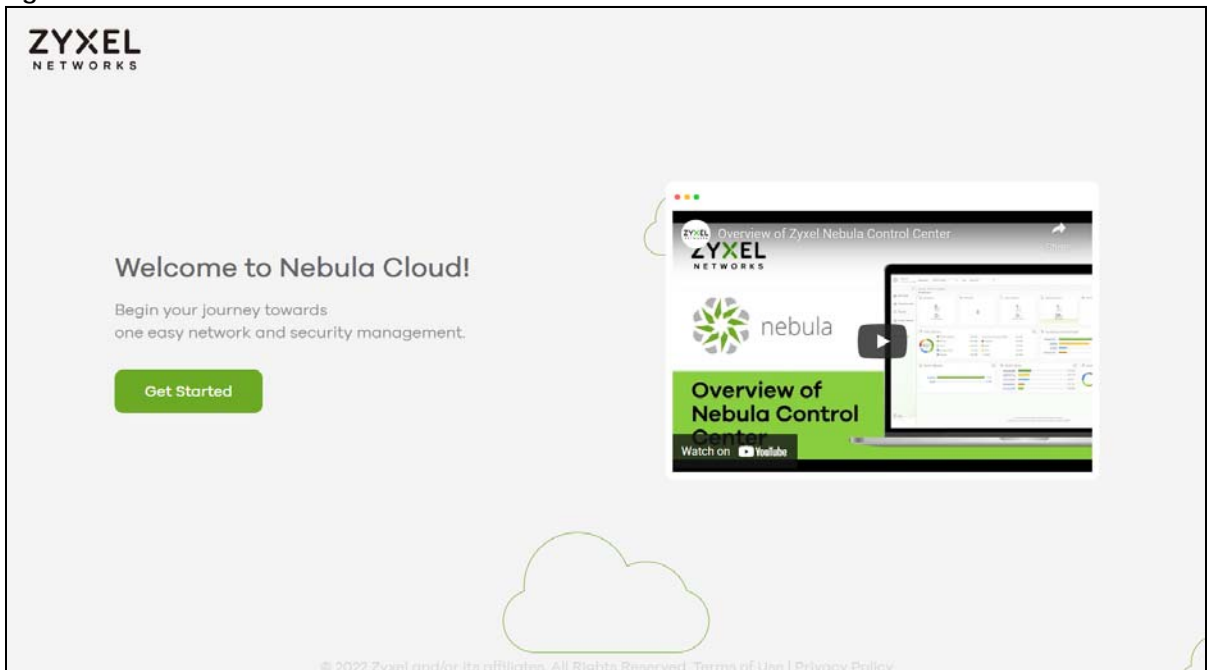 ZYXEL
NETWORKS
Welcome to Nebula Cloud!
Begin your journey towards
one easy network and security management.
Get Started
ZYXEL
Overview of Zyxel Nebula Control Center
Share
ZYXEL
NETWORKS
nebula
Overview of
Nebula Control
Center
Watch on YouTube
© 2022 Zyxel and/or its affiliates. All Rights Reserved. Terms of Use | Privacy Policy